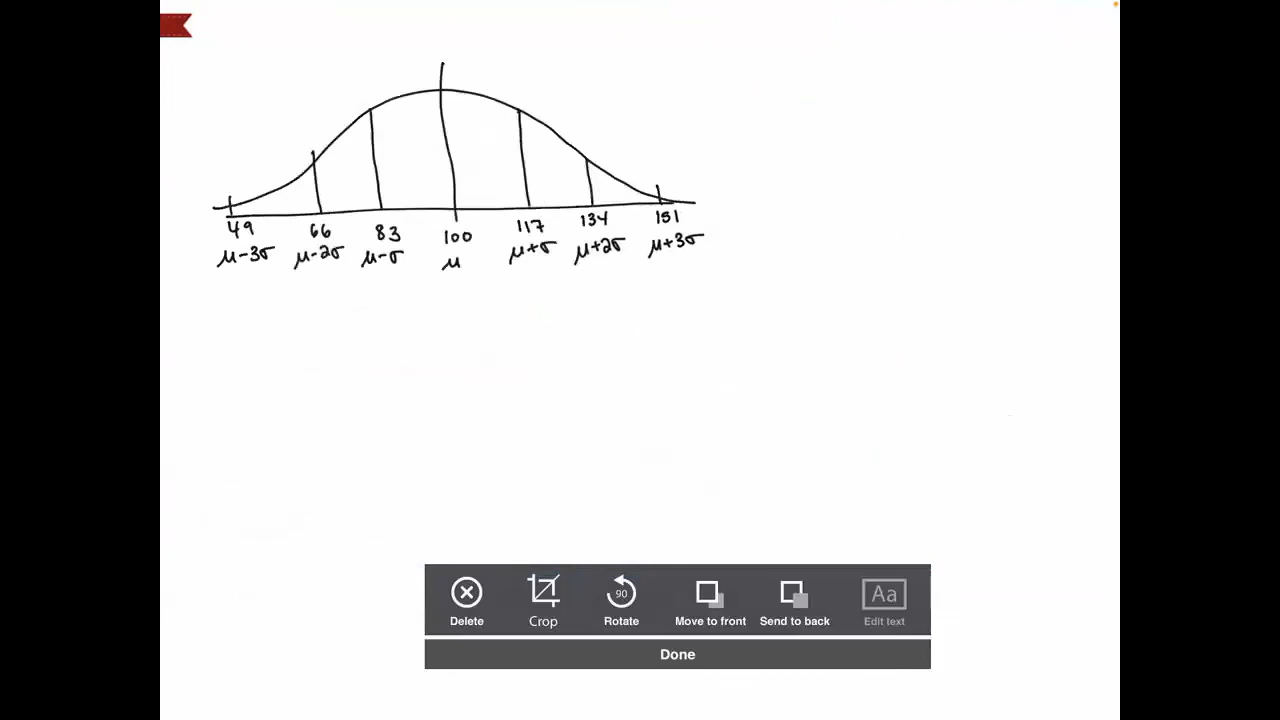 49 66 83 100 117 134 151
μ-3σ μ-2σ μ-σ μ μ+σ μ+2σ μ+3σ
90 Aa
Delete Crop Rotate Move to front Send to back Edit text
Done